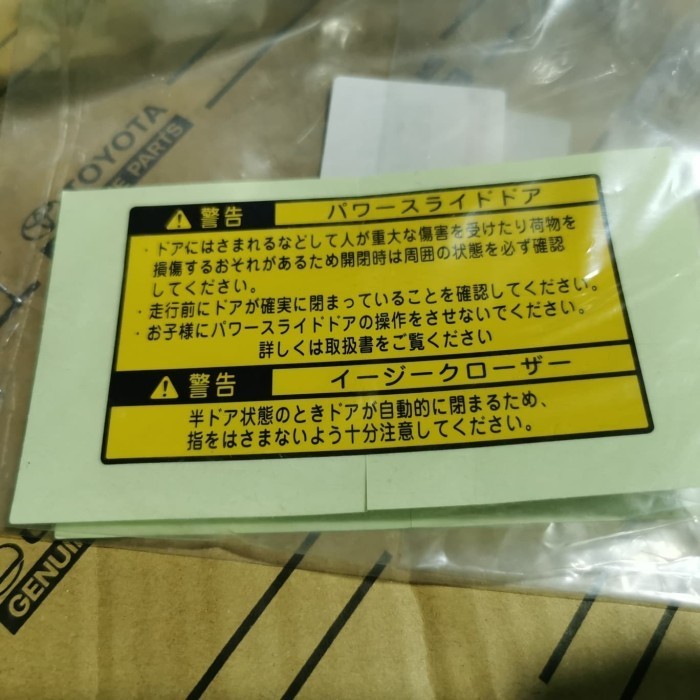 TOYOTA
E PARTS
警告 パワースライドドア
・ドアにはさまれるなどして人が重大な傷害を受けたり荷物を
損傷するおそれがあるため開閉時は周囲の状態を必ず確認
してください。
・走行前にドアが確実に閉まっていることを確認してください。
・お子様にパワースライドドアの操作をさせないでください。
詳しくは取扱書をご覧ください
警告 イージークローザー
半ドア状態のときドアが自動的に閉まるため、
指をはさまないよう十分注意してください。
GENUIN